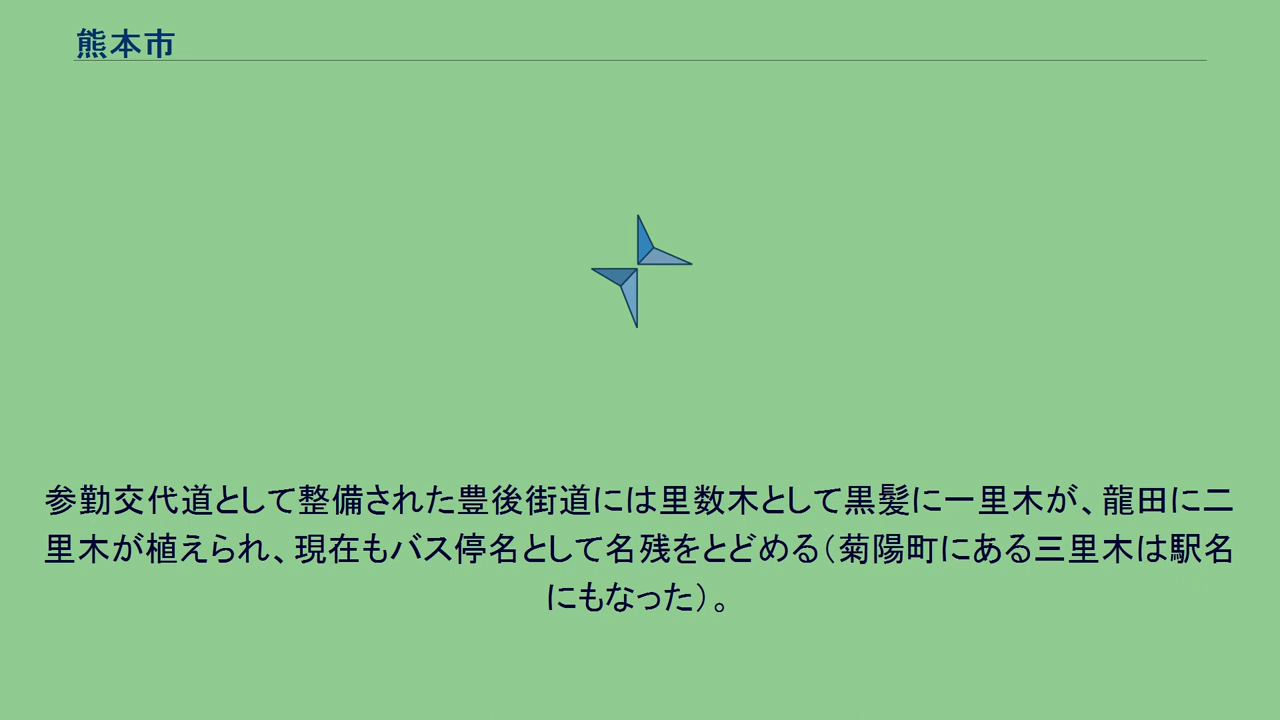 熊本市
参勤交代道として整備された豊後街道には里数木として黒髪に一里木が、龍田に二
里木が植えられ、現在もバス停名として名残をとどめる（菊陽町にある三里木は駅名
にもなった）。